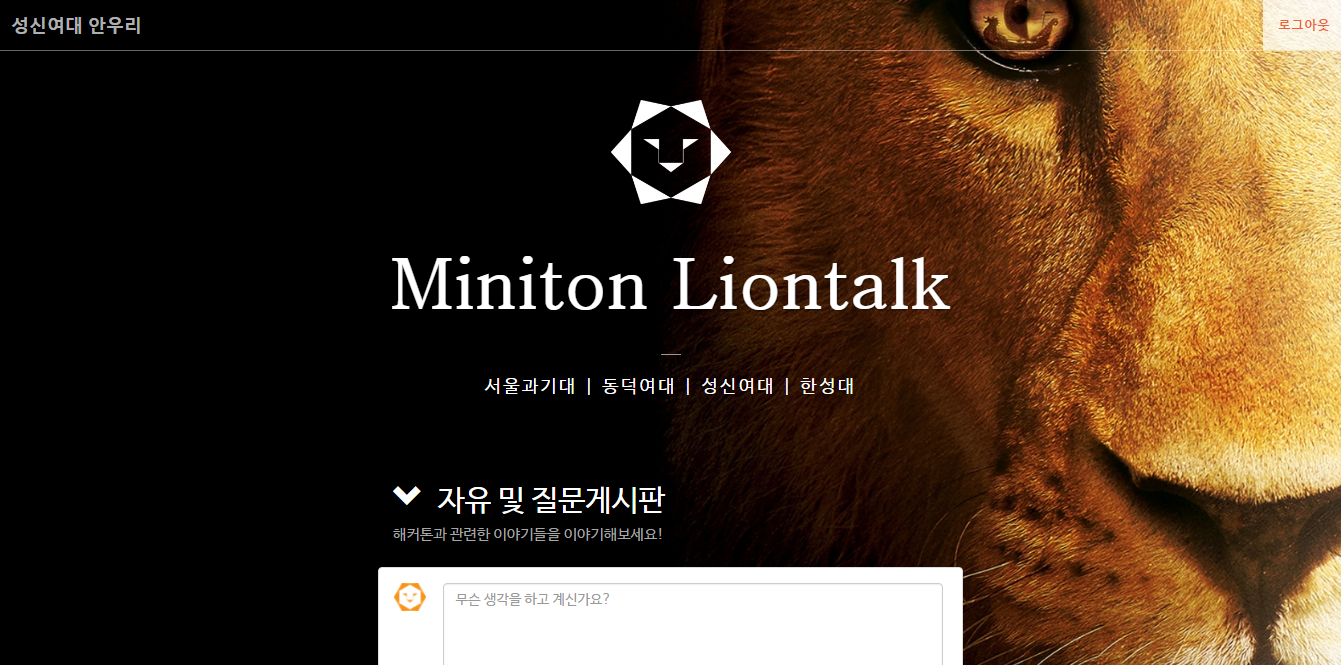 성신여대 안우리
로그아웃
Miniton Liontalk
서울과기대 | 동덕여대 | 성신여대 | 한성대
자유 및 질문게시판
해커톤과 관련한 이야기들을 이야기해보세요!
무슨 생각을 하고 계신가요?